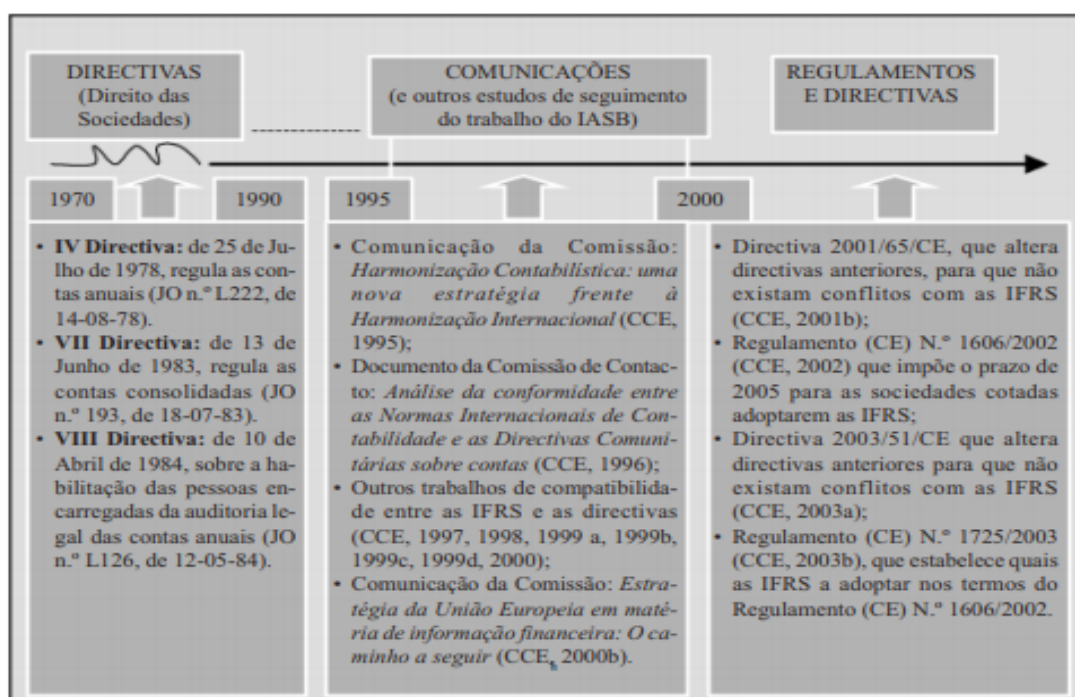 DIRECTIVAS
(Direito das
Sociedades)
COMUNICAÇÕES
(e outros estudos de seguimento
do trabalho do IASB)
REGULAMENTOS
E DIRECTIVAS
1970
1990
1995
2000
• IV Directiva: de 25 de Ju-
lho de 1978, regula as con-
tas anuais (JO n.º L222, de
14-08-78).
• VII Directiva: de 13 de
Junho de 1983, regula as
contas consolidadas (JO
n.º 193, de 18-07-83).
• VIII Directiva: de 10 de
Abril de 1984, sobre a ha-
bilitação das pessoas en-
carregadas da auditoria le-
gal das contas anuais (JO
n.º L126, de 12-05-84).
• Comunicação da Comissão:
Harmonização Contabilística: uma
nova estratégia frente à
Harmonização Internacional (CCE,
1995);
• Documento da Comissão de Contac-
to: Análise da conformidade entre
as Normas Internacionais de Con-
tabilidade e as Directivas Comuni-
tárias sobre contas (CCE, 1996);
• Outros trabalhos de compatibilida-
de entre as IFRS e as directivas
(CCE, 1997, 1998, 1999 a, 1999b,
1999c, 1999d, 2000);
• Comunicação da Comissão: Estra-
tégia da União Europeia em maté-
ria de informação financeira: O ca-
minho a seguir (CCE, 2000b).
• Directiva 2001/65/CE, que altera
directivas anteriores, para que não
existam conflitos com as IFRS
(CCE, 2001b);
• Regulamento (CE) N.º 1606/2002
(CCE, 2002) que impõe o prazo de
2005 para as sociedades cotadas
adoptarem as IFRS;
• Directiva 2003/51/CE que altera
directivas anteriores para que não
existam conflitos com as IFRS
(CCE, 2003a);
• Regulamento (CE) N.º 1725/2003
(CCE, 2003b), que estabelece quais
as IFRS a adoptar nos termos do
Regulamento (CE) N.º 1606/2002.